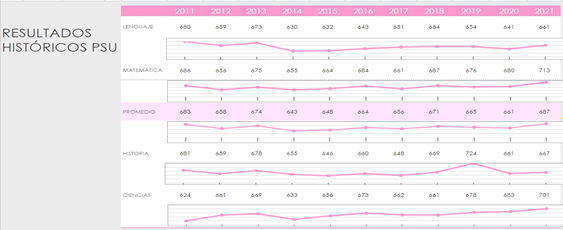 RESULTADOS
HISTÓRICOS PSU
2011 2012 2013 2014 2015 2016 2017 2018 2019 2020 2021
LENGUAJE 680 659 673 630 632 643 651 654 654 641 661
MATEMÁTICA 686 656 675 655 664 684 661 687 676 680 713
PROMEDIO 683 658 674 643 648 664 656 671 665 661 687
HISTORIA 681 659 678 655 646 660 648 669 724 661 667
CIENCIAS 624 661 669 633 656 673 662 661 678 683 701